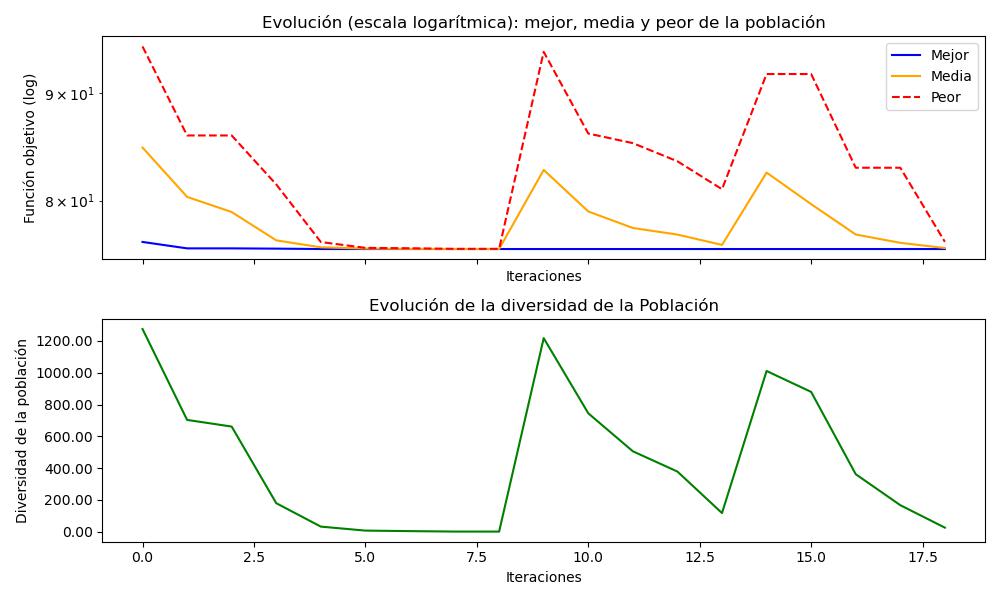 Evolución (escala logarítmica): mejor, media y peor de la población
Función objetivo (log)
9 × 10¹
8 × 10¹
Mejor
Media
Peor
Iteraciones
Evolución de la diversidad de la Población
Diversidad de la población
1200.00
1000.00
800.00
600.00
400.00
200.00
0.00
0.0 2.5 5.0 7.5 10.0 12.5 15.0 17.5
Iteraciones